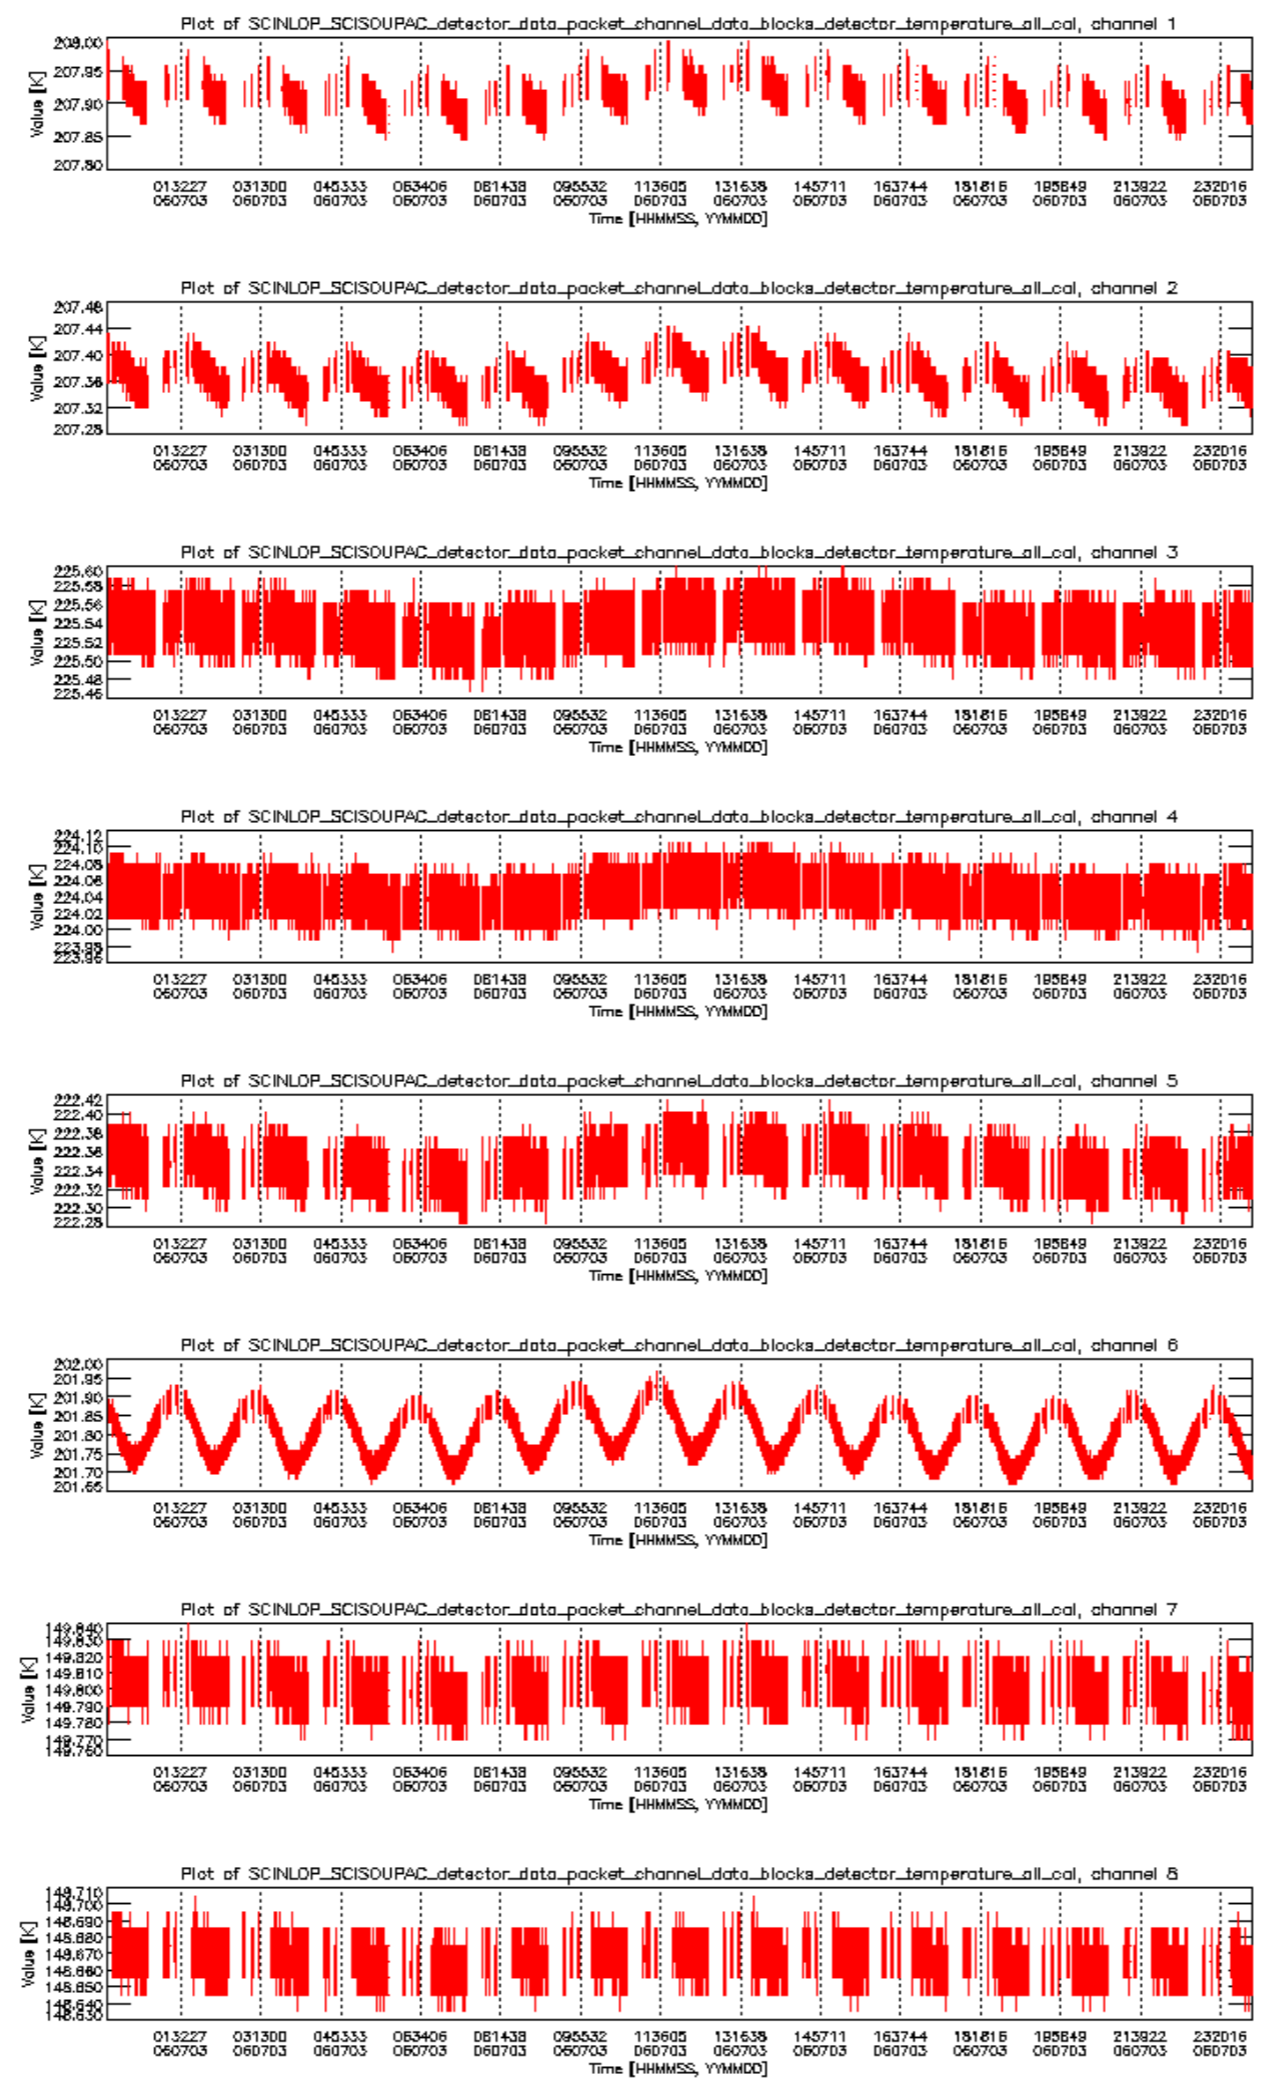 Plot of SCINLOP_SCISOUPAC_detector_data_packet_channel_data_blocks_detector_temperature_all_cal, channel 1
Value [K]
208.00
207.95
207.90
207.85
207.80
013227 031300 045333 063406 081438 095532 113605 131638 145711 163744 181816 195849 213922 232016
060703 060703 060703 060703 060703 060703 060703 060703 060703 060703 060703 060703 060703 060703
Time [HHMMSS, YYMMDD]
Plot of SCINLOP_SCISOUPAC_detector_data_packet_channel_data_blocks_detector_temperature_all_cal, channel 2
Value [K]
207.48
207.44
207.40
207.36
207.32
207.28
013227 031300 045333 063406 081438 095532 113605 131638 145711 163744 181816 195849 213922 232016
060703 060703 060703 060703 060703 060703 060703 060703 060703 060703 060703 060703 060703 060703
Time [HHMMSS, YYMMDD]
Plot of SCINLOP_SCISOUPAC_detector_data_packet_channel_data_blocks_detector_temperature_all_cal, channel 3
Value [K]
225.60
225.58
225.56
225.54
225.52
225.50
225.48
225.46
013227 031300 045333 063406 081438 095532 113605 131638 145711 163744 181816 195849 213922 232016
060703 060703 060703 060703 060703 060703 060703 060703 060703 060703 060703 060703 060703 060703
Time [HHMMSS, YYMMDD]
Plot of SCINLOP_SCISOUPAC_detector_data_packet_channel_data_blocks_detector_temperature_all_cal, channel 4
Value [K]
224.12
224.10
224.08
224.06
224.04
224.02
224.00
223.98
223.96
013227 031300 045333 063406 081438 095532 113605 131638 145711 163744 181816 195849 213922 232016
060703 060703 060703 060703 060703 060703 060703 060703 060703 060703 060703 060703 060703 060703
Time [HHMMSS, YYMMDD]
Plot of SCINLOP_SCISOUPAC_detector_data_packet_channel_data_blocks_detector_temperature_all_cal, channel 5
Value [K]
222.42
222.40
222.38
222.36
222.34
222.32
222.30
222.28
013227 031300 045333 063406 081438 095532 113605 131638 145711 163744 181816 195849 213922 232016
060703 060703 060703 060703 060703 060703 060703 060703 060703 060703 060703 060703 060703 060703
Time [HHMMSS, YYMMDD]
Plot of SCINLOP_SCISOUPAC_detector_data_packet_channel_data_blocks_detector_temperature_all_cal, channel 6
Value [K]
202.00
201.95
201.90
201.85
201.80
201.75
201.70
201.65
013227 031300 045333 063406 081438 095532 113605 131638 145711 163744 181816 195849 213922 232016
060703 060703 060703 060703 060703 060703 060703 060703 060703 060703 060703 060703 060703 060703
Time [HHMMSS, YYMMDD]
Plot of SCINLOP_SCISOUPAC_detector_data_packet_channel_data_blocks_detector_temperature_all_cal, channel 7
Value [K]
149.840
149.830
149.820
149.810
149.800
149.790
149.780
149.770
149.760
013227 031300 045333 063406 081438 095532 113605 131638 145711 163744 181816 195849 213922 232016
060703 060703 060703 060703 060703 060703 060703 060703 060703 060703 060703 060703 060703 060703
Time [HHMMSS, YYMMDD]
Plot of SCINLOP_SCISOUPAC_detector_data_packet_channel_data_blocks_detector_temperature_all_cal, channel 8
Value [K]
148.710
148.700
148.690
148.680
148.670
148.660
148.650
148.640
148.630
013227 031300 045333 063406 081438 095532 113605 131638 145711 163744 181816 195849 213922 232016
060703 060703 060703 060703 060703 060703 060703 060703 060703 060703 060703 060703 060703 060703
Time [HHMMSS, YYMMDD]